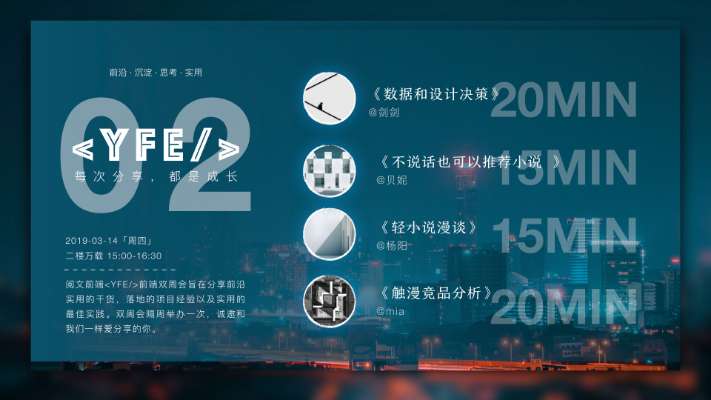 前沿 · 沉淀 · 思考 · 实用
02
<YFE/>
每次分享，都是成长
2019-03-14「周四」
二楼万载 15:00-16:30
阅文前端<YFE/>前端双周会旨在分享前沿
实用的干货，落地的项目经验以及实用的
最佳实践。双周会隔周举办一次，诚邀和
我们一样爱分享的你。
《数据和设计决策》
@剑剑
20MIN
《不说话也可以推荐小说 》
@贝妮
15MIN
《轻小说漫谈》
@杨阳
15MIN
《触漫竞品分析》
@mia
20MIN